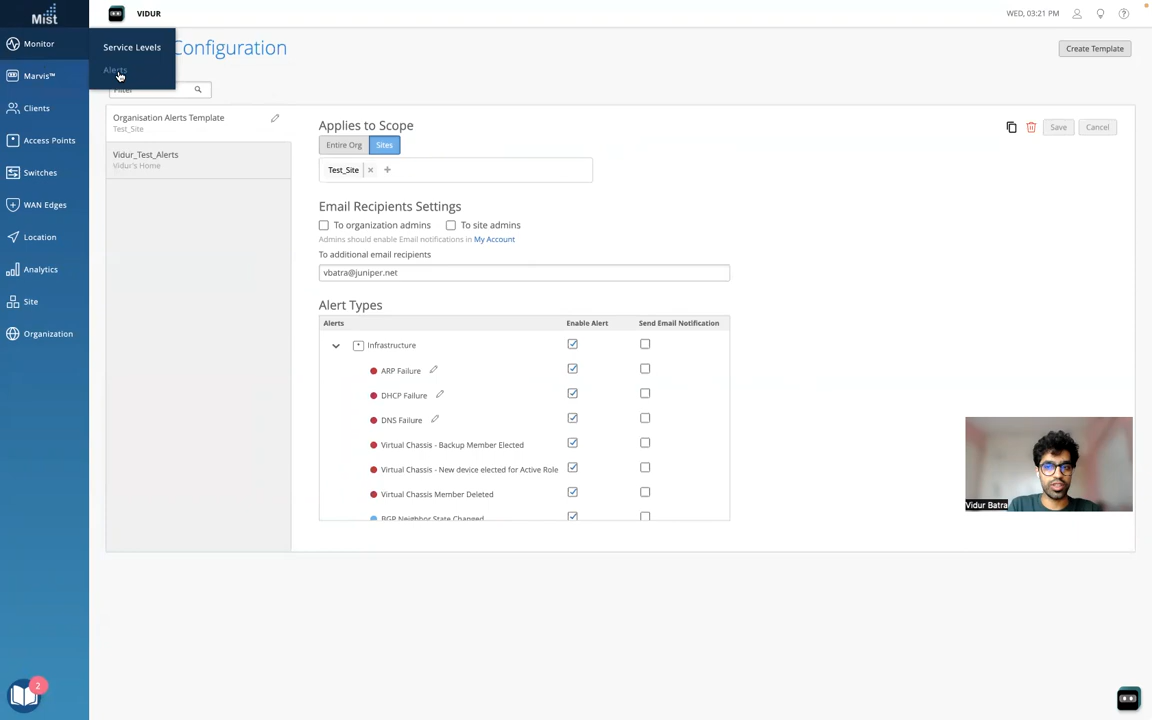 Mist
VIDUR
WED, 03:21 PM
Monitor
Marvis™
Clients
Access Points
Switches
WAN Edges
Location
Analytics
Site
Organization
2
Service Levels
Alerts
Configuration
Create Template
Filter
Organisation Alerts Template
Test_Site
Vidur_Test_Alerts
Vidur's Home
Applies to Scope
Entire Org Sites
Test_Site
Save Cancel
Email Recipients Settings
To organization admins To site admins
Admins should enable Email notifications in My Account
To additional email recipients
vbatra@juniper.net
Alert Types
Alerts Enable Alert Send Email Notification
Infrastructure
ARP Failure
DHCP Failure
DNS Failure
Virtual Chassis - Backup Member Elected
Virtual Chassis - New device elected for Active Role
Virtual Chassis Member Deleted
BGP Neighbor State Changed
Vidur Batra